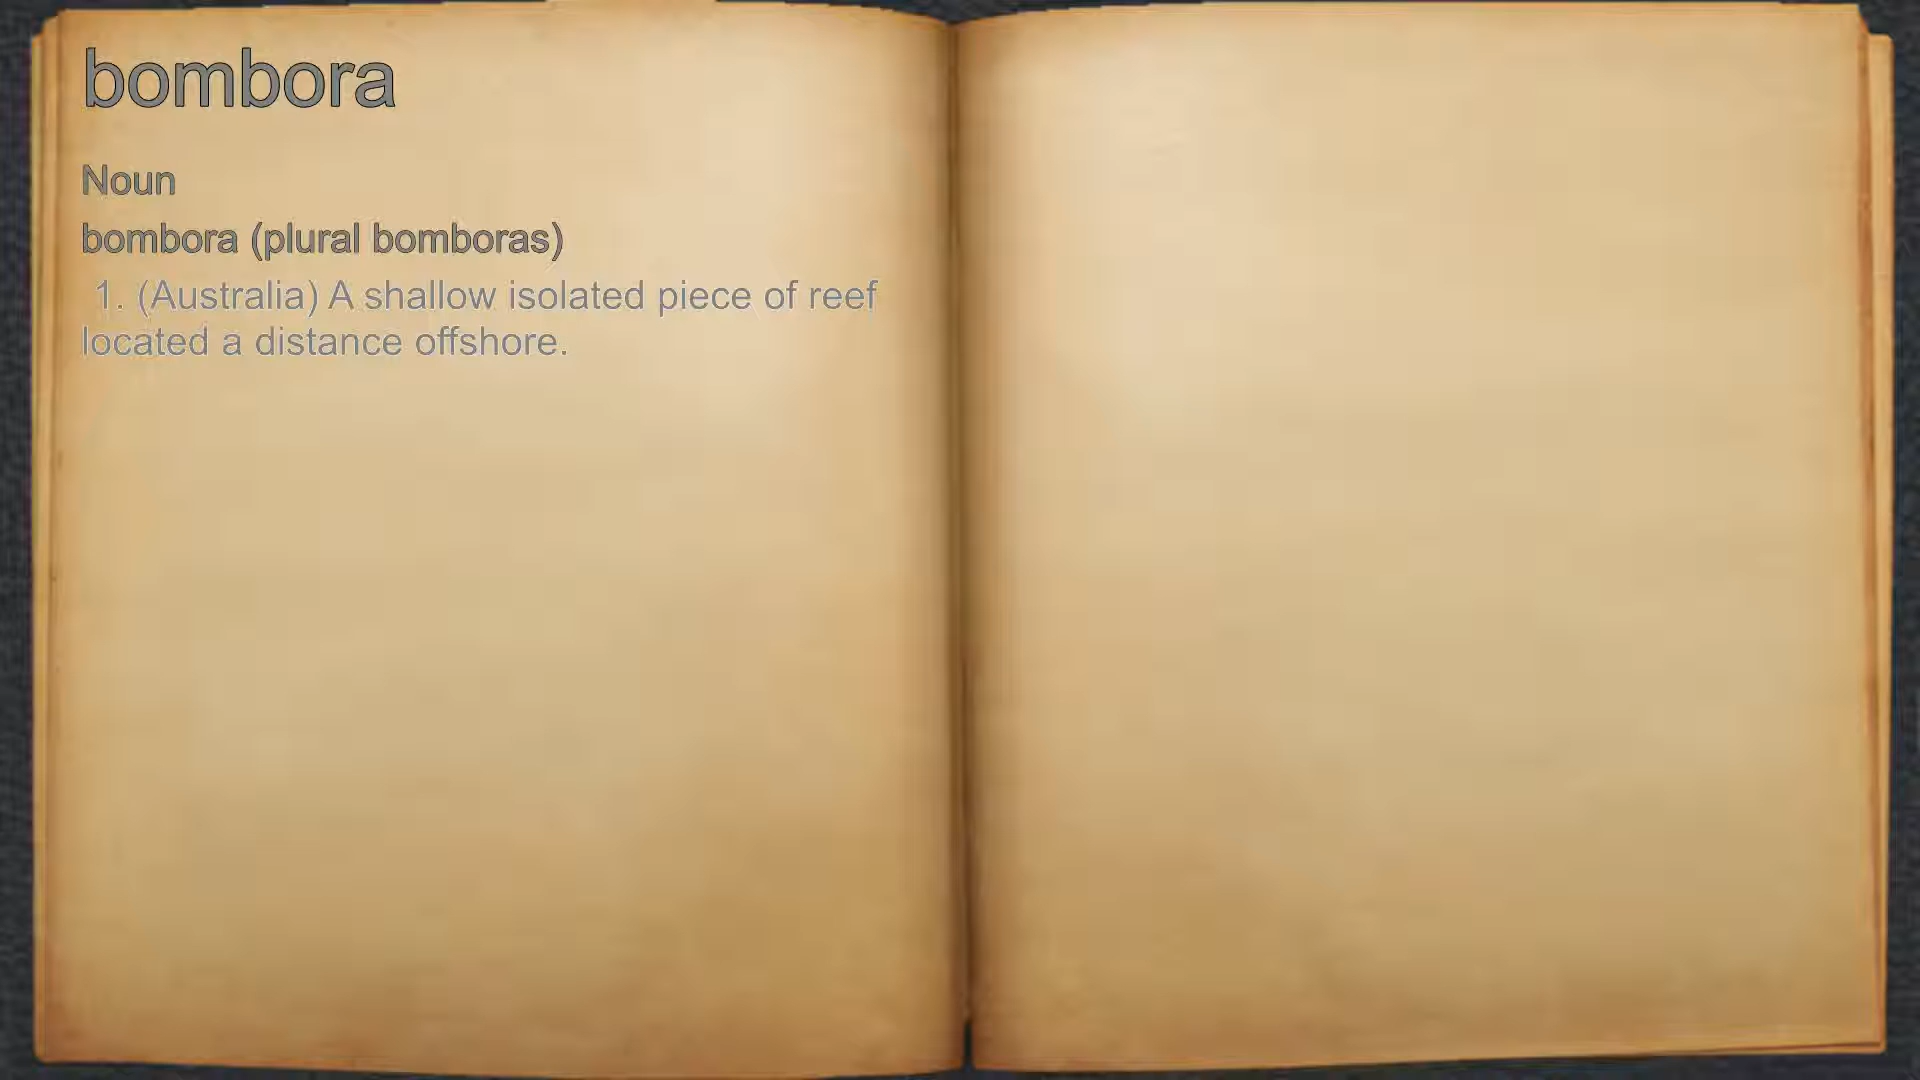 bombora
Noun
bombora (plural bomboras)
1. (Australia) A shallow isolated piece of reef
located a distance offshore.